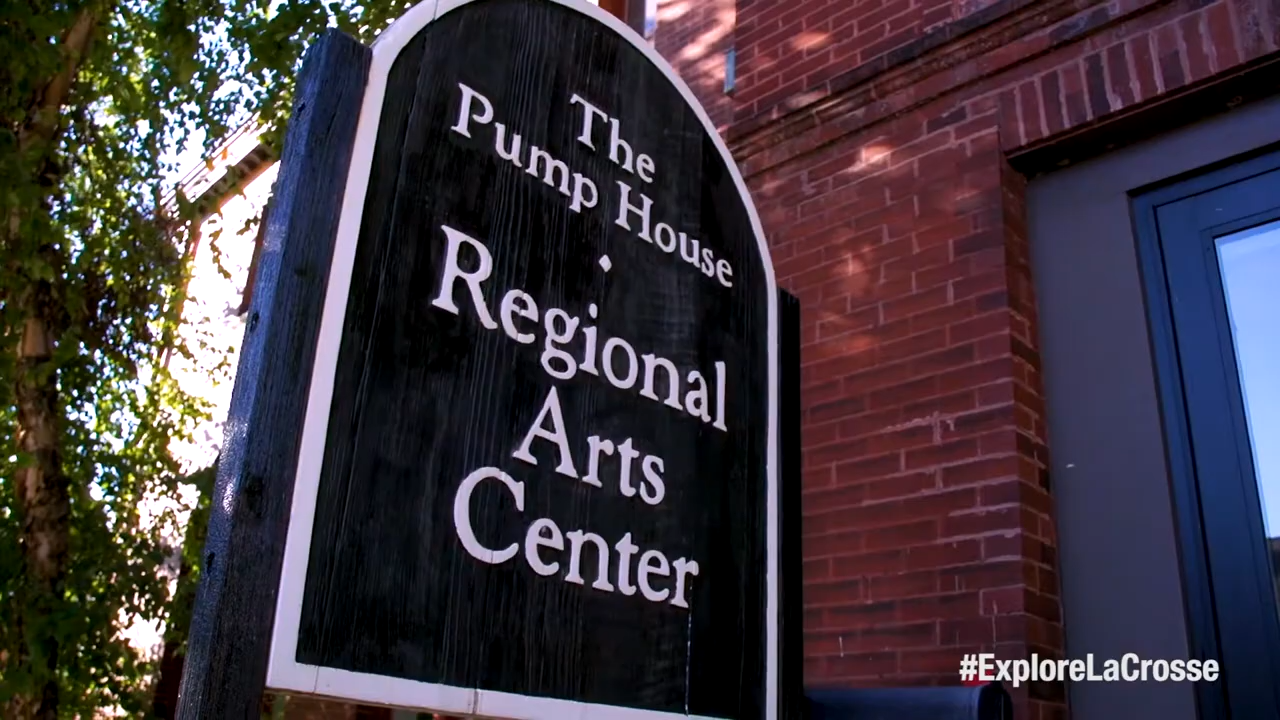 The
Pump House
Regional
Arts
Center
#ExploreLaCrosse